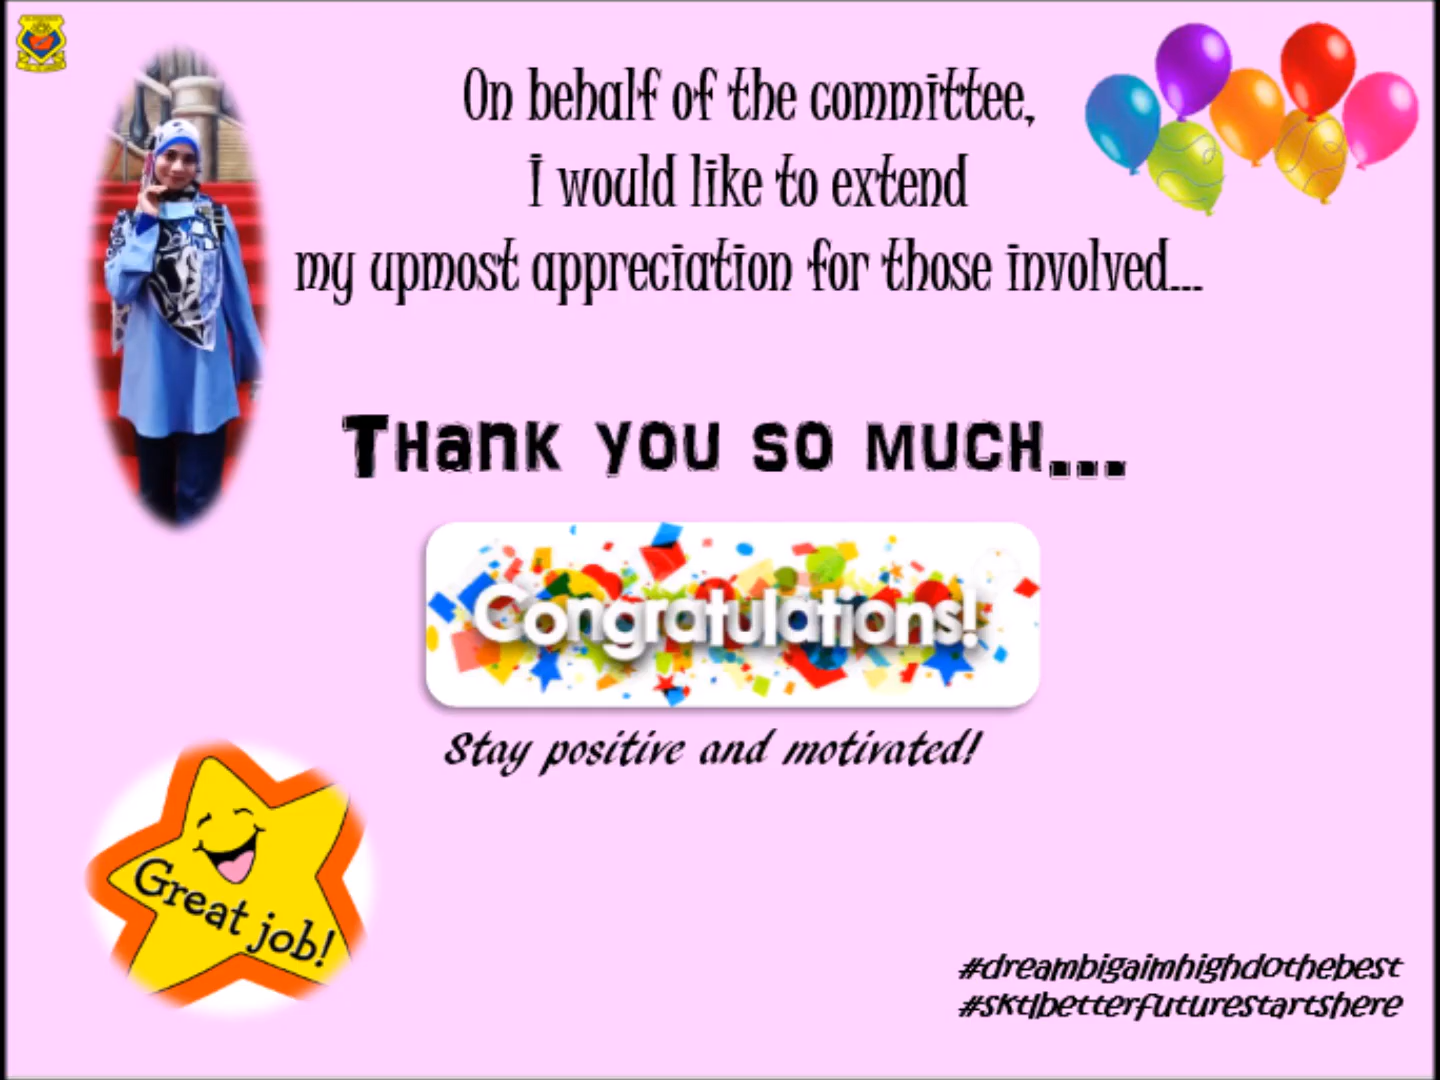 On behalf of the committee,
I would like to extend
my upmost appreciation for those involved...
Thank you so much...
Congratulations!
Stay positive and motivated!
Great job!
#dreambigaimhighdothebest
#sktlbetterfuturestartshere